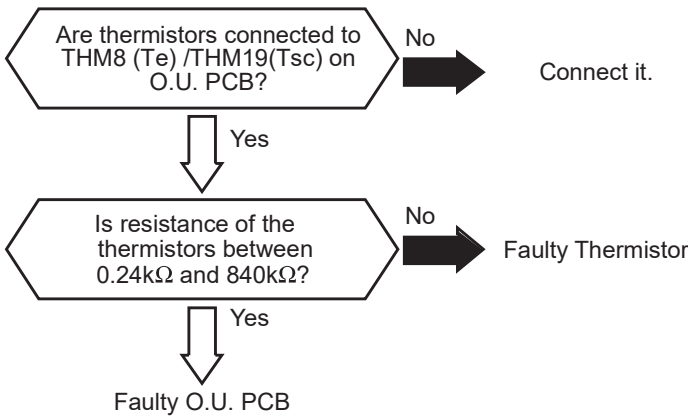 Are thermistors connected to
THM8 (Te) /THM19(Tsc) on
O.U. PCB?
No
Connect it.
Yes
Is resistance of the
thermistors between
0.24kΩ and 840kΩ?
No
Faulty Thermistor
Yes
Faulty O.U. PCB